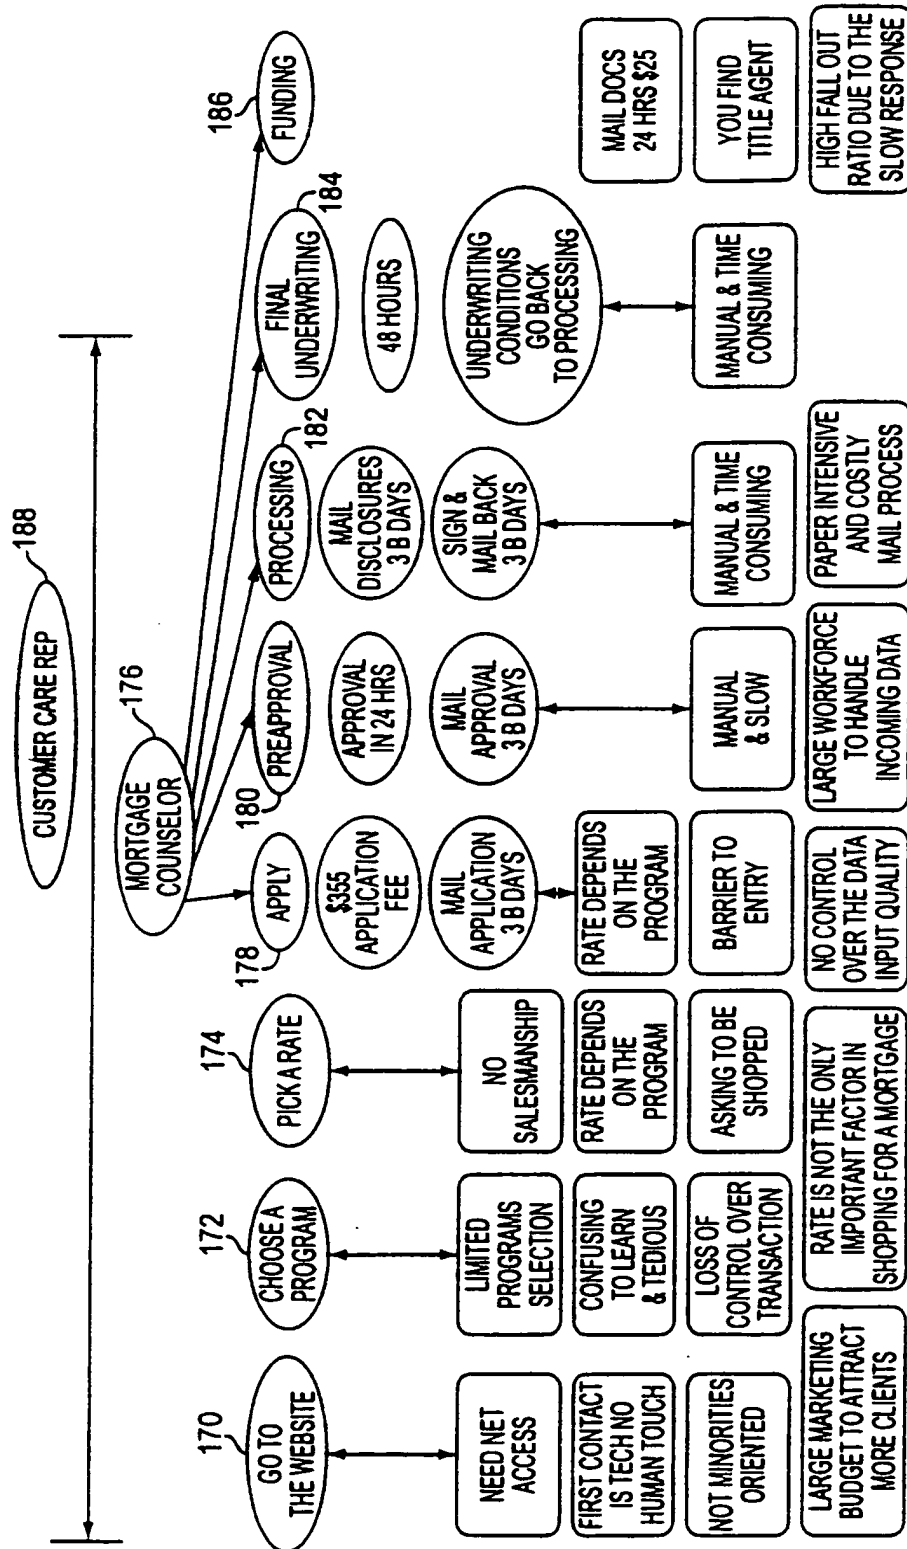 188
CUSTOMER CARE REP
176
MORTGAGE
COUNSELOR
170
GO TO
THE WEBSITE
172
CHOOSE A
PROGRAM
174
PICK A RATE
178
APPLY
180
PREAPPROVAL
182
PROCESSING
184
FINAL
UNDERWRITING
186
FUNDING
$355
APPLICATION
FEE
APPROVAL
IN 24 HRS
MAIL
DISCLOSURES
3 B DAYS
48 HOURS
MAIL
APPLICATION
3 B DAYS
MAIL
APPROVAL
3 B DAYS
SIGN &
MAIL BACK
3 B DAYS
UNDERWRITING
CONDITIONS
GO BACK
TO PROCESSING
NEED NET
ACCESS
LIMITED
PROGRAMS
SELECTION
NO
SALESMANSHIP
FIRST CONTACT
IS TECH NO
HUMAN TOUCH
CONFUSING
TO LEARN
& TEDIOUS
RATE DEPENDS
ON THE
PROGRAM
RATE DEPENDS
ON THE
PROGRAM
MAIL DOCS
24 HRS $25
NOT MINORITIES
ORIENTED
LOSS OF
CONTROL OVER
TRANSACTION
ASKING TO BE
SHOPPED
BARRIER TO
ENTRY
MANUAL
& SLOW
MANUAL & TIME
CONSUMING
MANUAL & TIME
CONSUMING
YOU FIND
TITLE AGENT
LARGE MARKETING
BUDGET TO ATTRACT
MORE CLIENTS
RATE IS NOT THE ONLY
IMPORTANT FACTOR IN
SHOPPING FOR A MORTGAGE
NO CONTROL
OVER THE DATA
INPUT QUALITY
LARGE WORKFORCE
TO HANDLE
INCOMING DATA
PAPER INTENSIVE
AND COSTLY
MAIL PROCESS
HIGH FALL OUT
RATIO DUE TO THE
SLOW RESPONSE